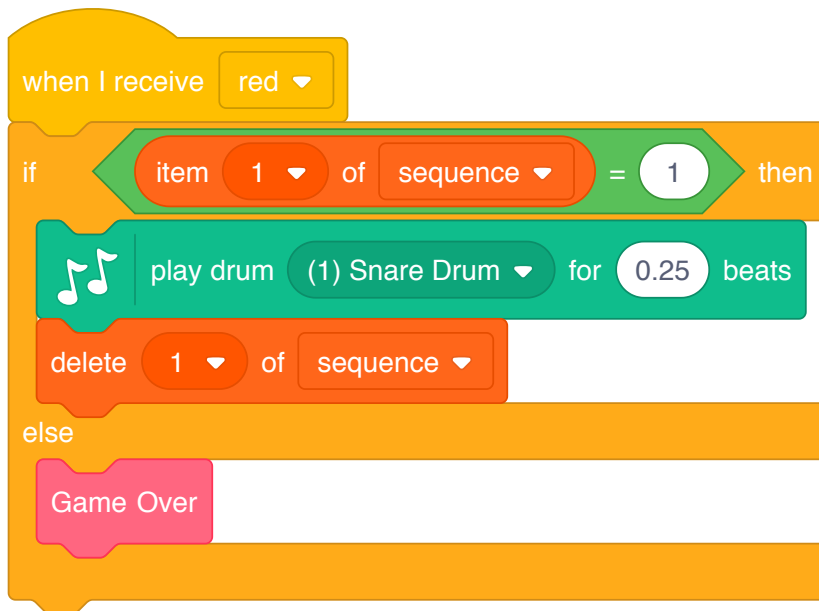 when I receive red
if item 1 of sequence = 1 then
play drum (1) Snare Drum for 0.25 beats
delete 1 of sequence
else
Game Over